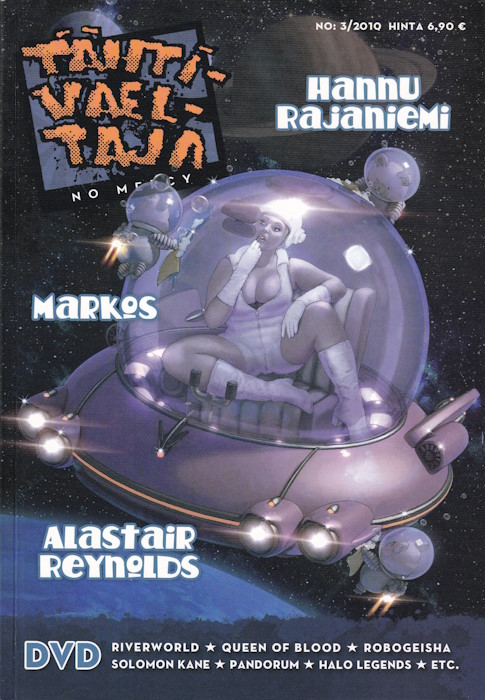 NO: 3/2010 HINTA 6,90 €
TÄHTI-
VAEL-
TAJA
NO MERCY
Hannu
Rajaniemi
Markos
Alastair
Reynolds
DVD
RIVERWORLD ★ QUEEN OF BLOOD ★ ROBOGEISHA
SOLOMON KANE ★ PANDORUM ★ HALO LEGENDS ★ ETC.